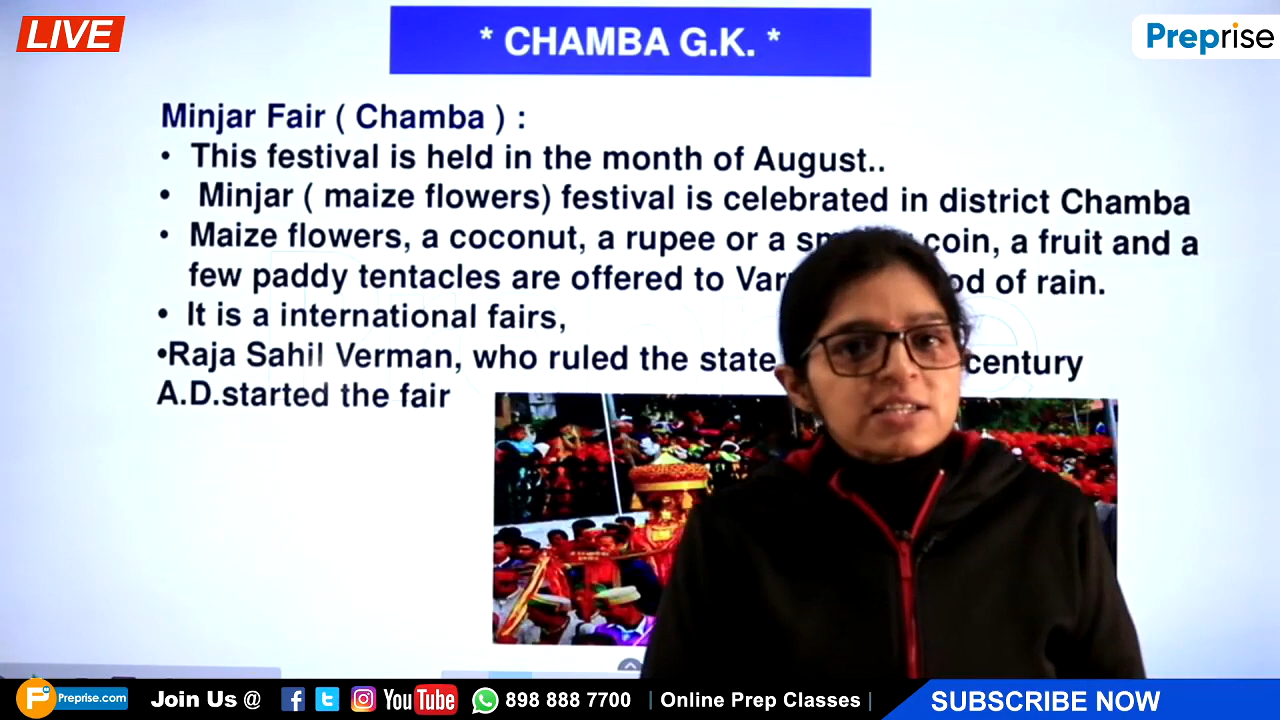 LIVE
* CHAMBA G.K. *
Preprise
Minjar Fair ( Chamba ) :
• This festival is held in the month of August..
• Minjar ( maize flowers) festival is celebrated in district Chamba
• Maize flowers, a coconut, a rupee or a coin, a fruit and a
few paddy tentacles are offered to of rain.
• It is a international fairs,
•Raja Sahil Verman, who ruled the state century
A.D.started the fair
Preprise.com Join Us @ YouTube 898 888 7700 | Online Prep Classes | SUBSCRIBE NOW